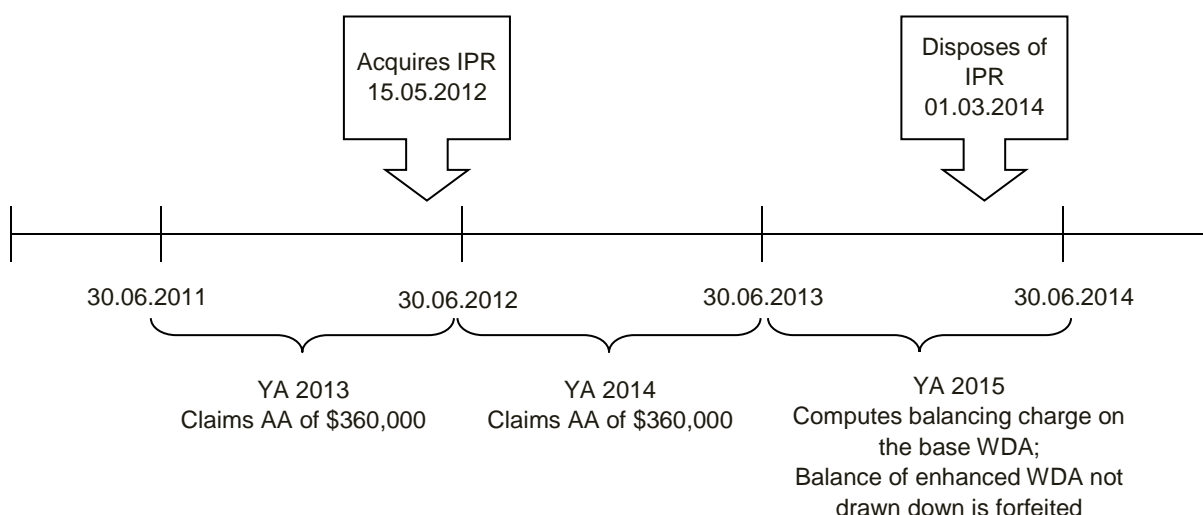 Acquires IPR
15.05.2012
Disposes of
IPR
01.03.2014
30.06.2011
30.06.2012
30.06.2013
30.06.2014
YA 2013
Claims AA of $360,000
YA 2014
Claims AA of $360,000
YA 2015
Computes balancing charge on
the base WDA;
Balance of enhanced WDA not
drawn down is forfeited